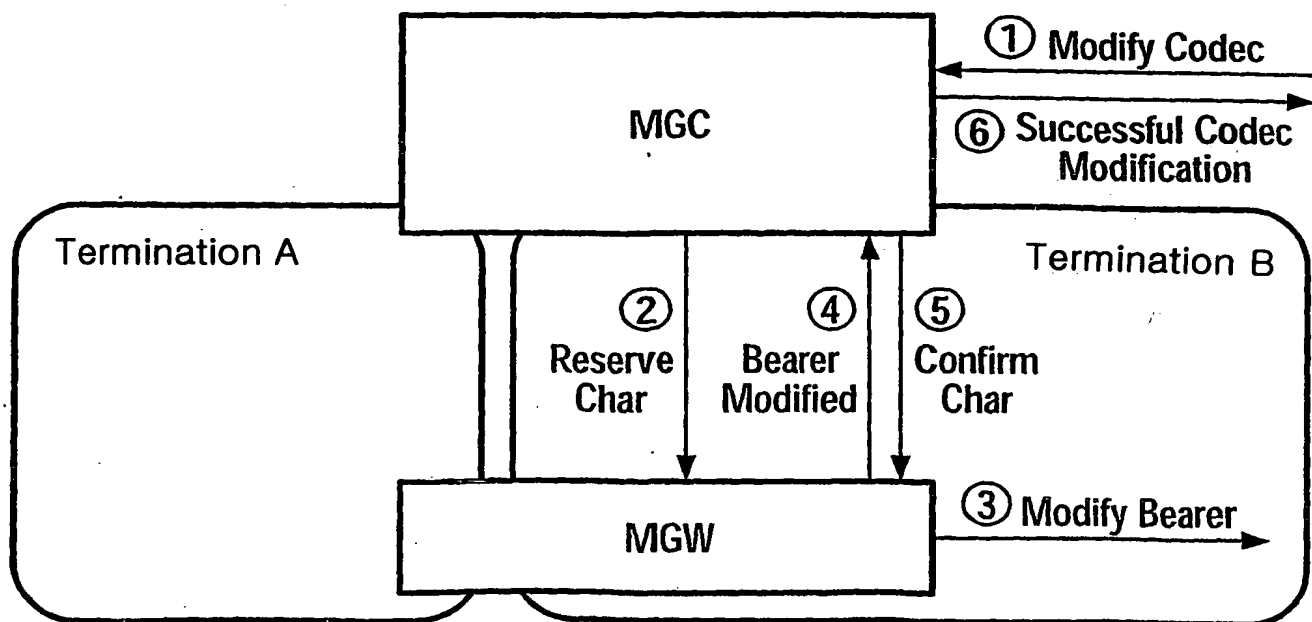 ① Modify Codec
MGC
⑥ Successful Codec
Modification
Termination A
Termination B
② Reserve
Char
④ Bearer
Modified
⑤ Confirm
Char
③ Modify Bearer
MGW